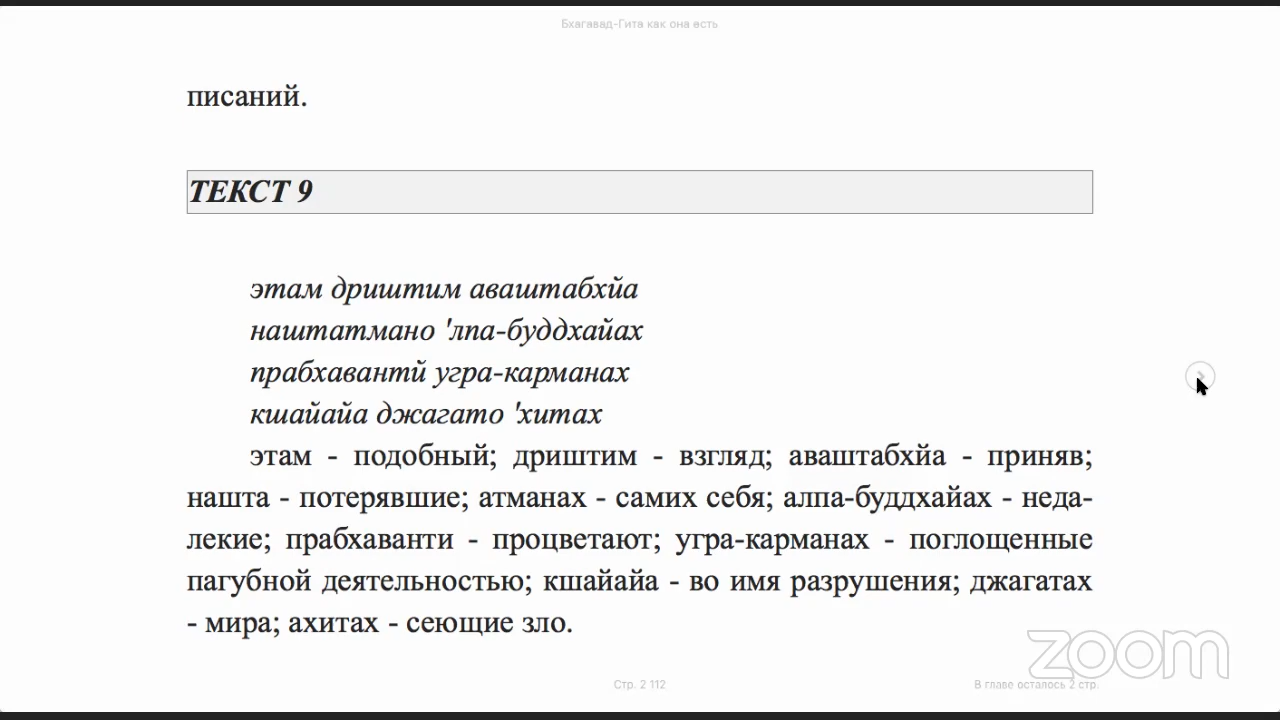 Бхагавад-Гита как она есть
писаний.
ТЕКСТ 9
этам дриштим аваштабхйа
наштатмано 'лпа-буддхайах
прабхавантй угра-карманах
кшайайа джагато 'хитах
этам - подобный; дриштим - взгляд; аваштабхйа - приняв;
нашта - потерявшие; атманах - самих себя; алпа-буддхайах - неда-
лекие; прабхаванти - процветают; угра-карманах - поглощенные
пагубной деятельностью; кшайайа - во имя разрушения; джагатах
- мира; ахитах - сеющие зло.
zoom
Стр. 2 112
В главе осталось 2 стр.